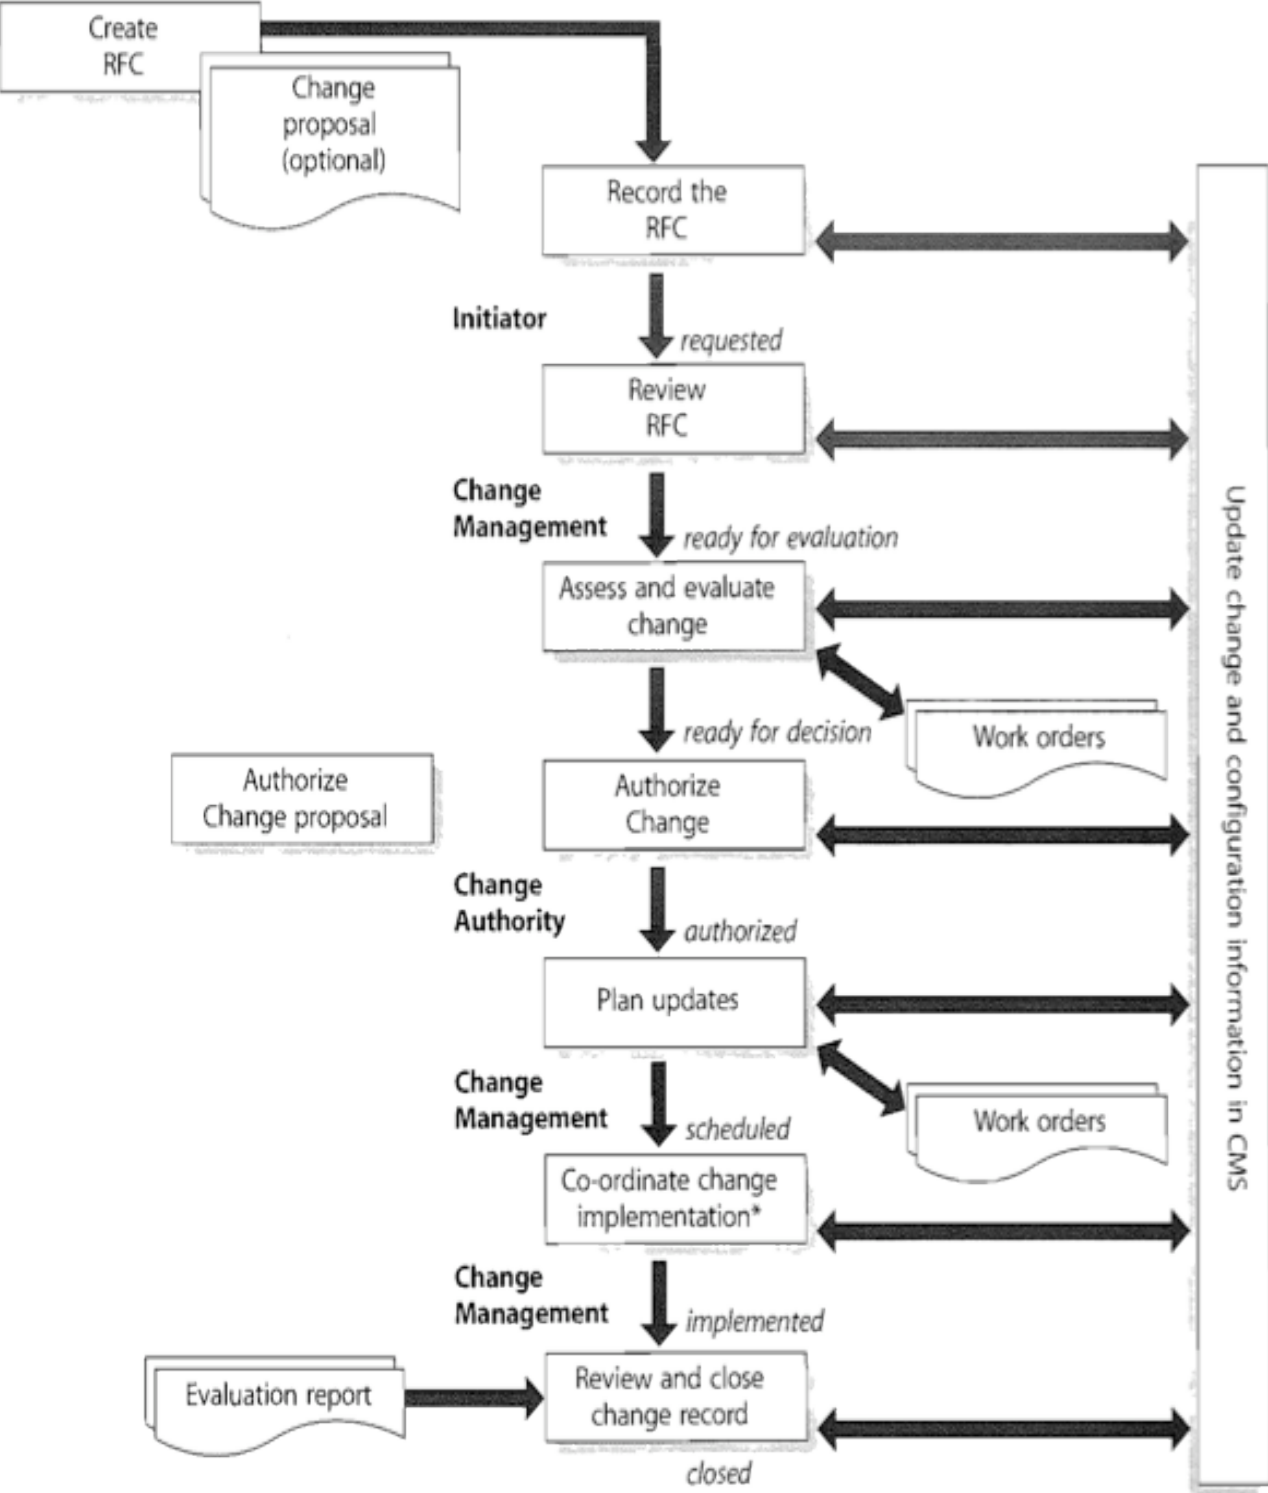 Create
RFC
Change
proposal
(optional)
Record the
RFC
Initiator
requested
Review
RFC
Change
Management
ready for evaluation
Assess and evaluate
change
Work orders
ready for decision
Authorize
Change proposal
Authorize
Change
Change
Authority
authorized
Plan updates
Work orders
Change
Management
scheduled
Co-ordinate change
implementation*
Change
Management
implemented
Evaluation report
Review and close
change record
closed
Update change and configuration information in CMS